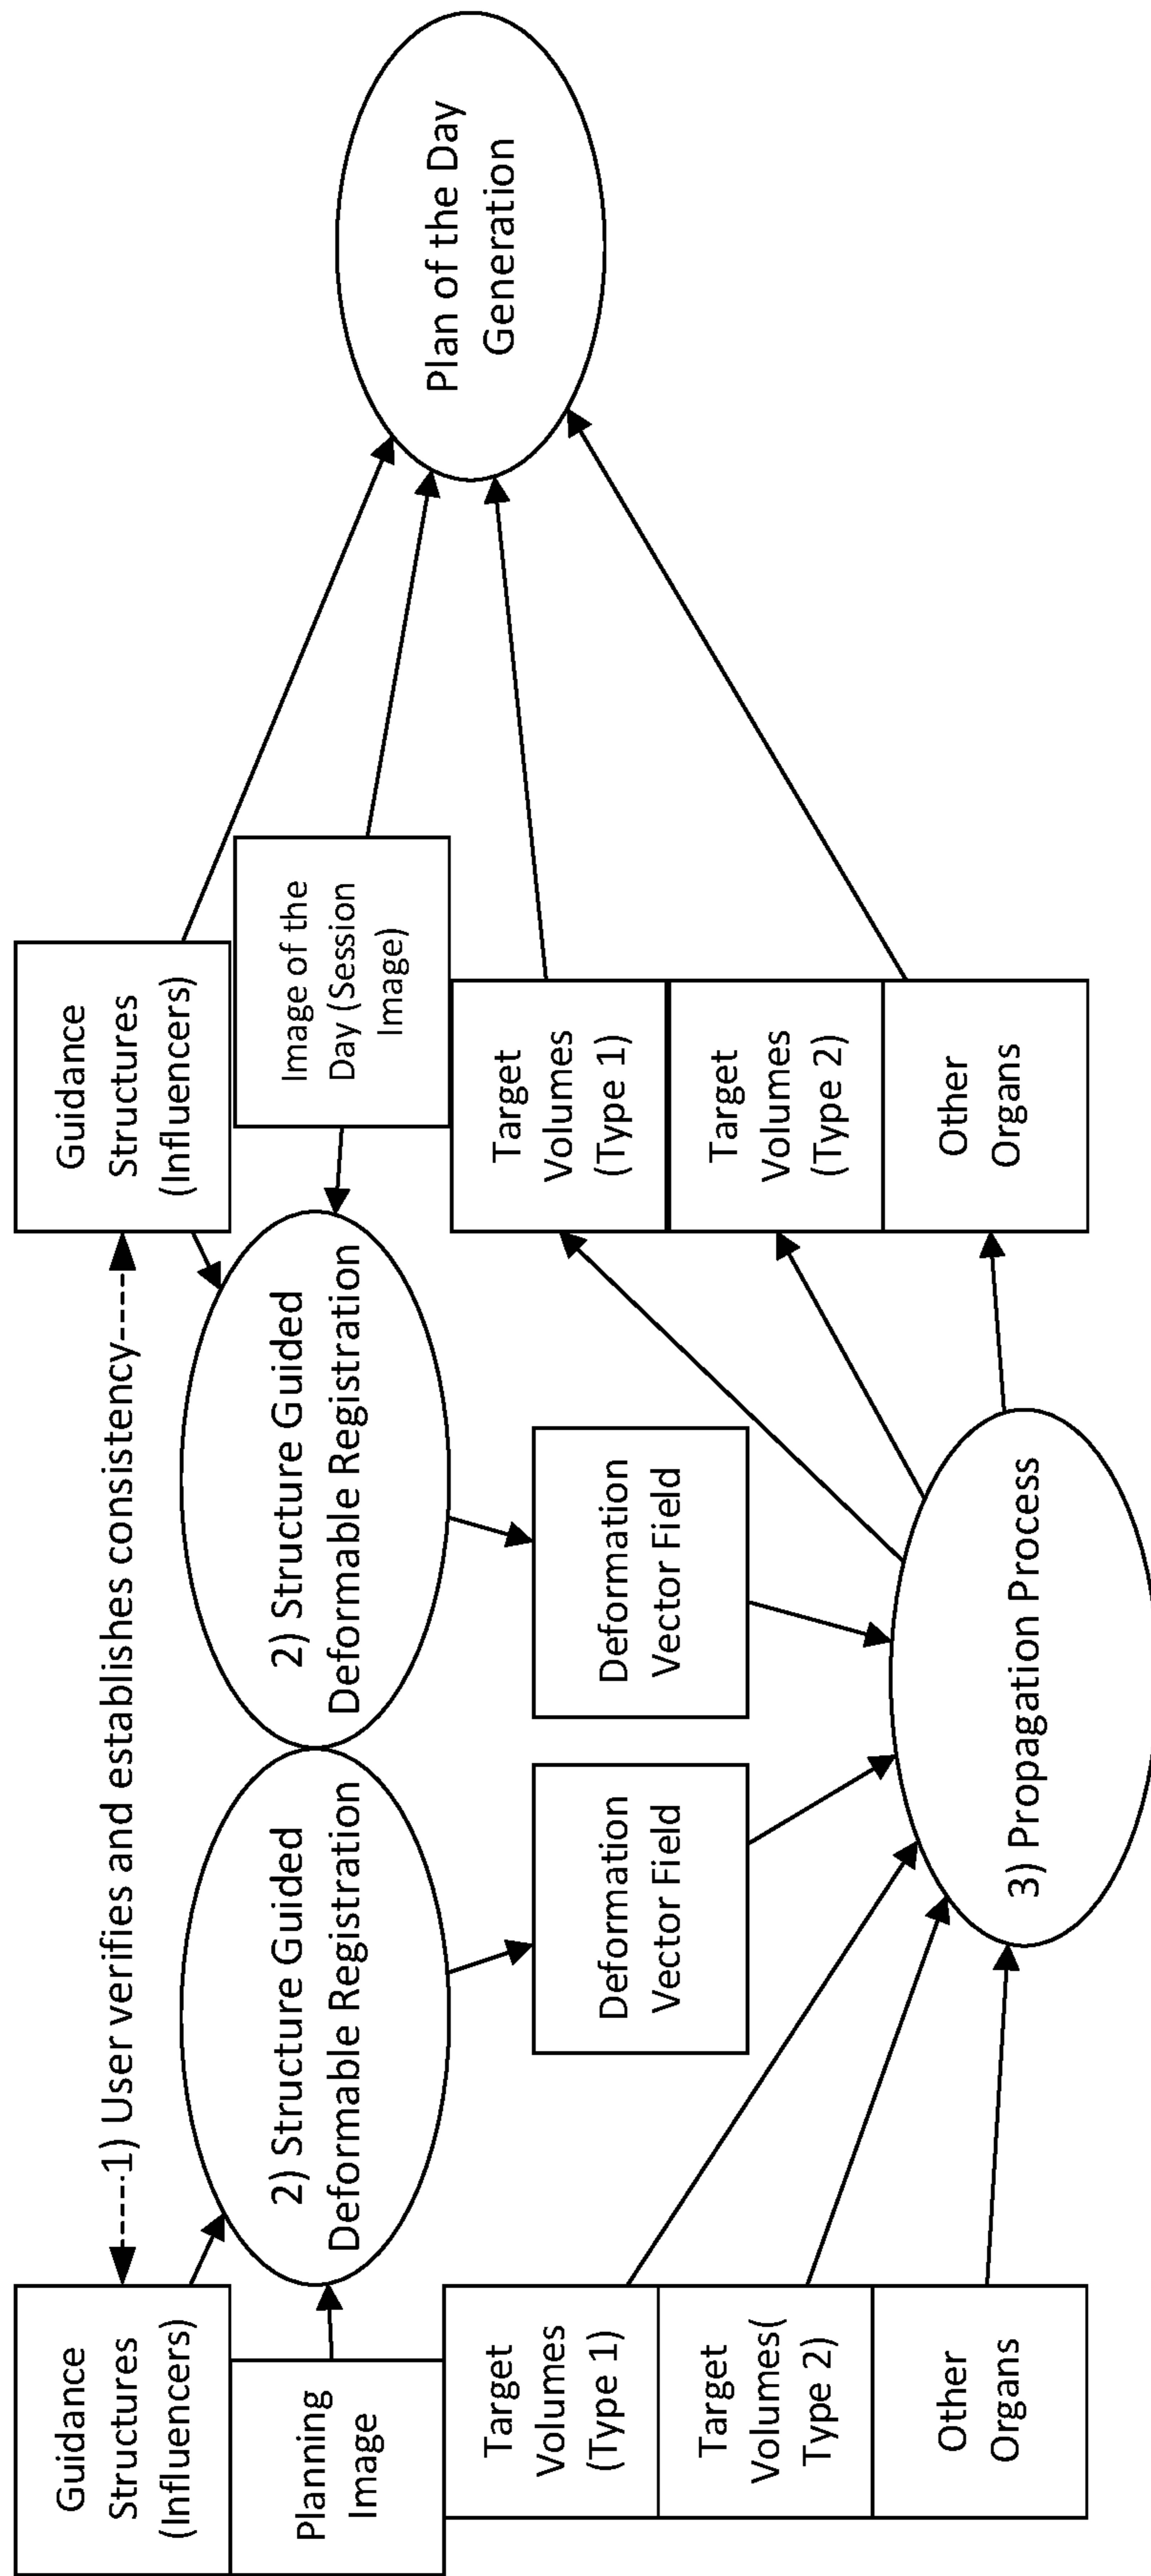 Guidance
Structures
(Influencers)
Planning
Image
Target
Volumes
(Type 1)
Target
Volumes(
Type 2)
Other
Organs
1) User verifies and establishes consistency
2) Structure Guided
Deformable Registration
2) Structure Guided
Deformable Registration
Deformation
Vector Field
Deformation
Vector Field
3) Propagation Process
Guidance
Structures
(Influencers)
Image of the
Day (Session
Image)
Target
Volumes
(Type 1)
Target
Volumes
(Type 2)
Other
Organs
Plan of the Day
Generation